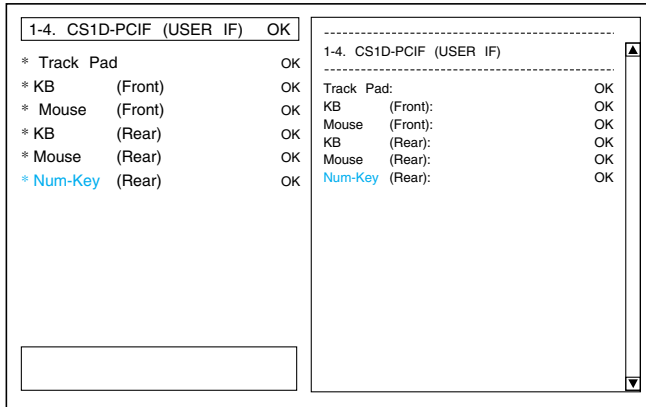 1-4. CS1D-PCIF (USER IF) OK
* Track Pad OK
* KB (Front) OK
* Mouse (Front) OK
* KB (Rear) OK
* Mouse (Rear) OK
* Num-Key (Rear) OK
--------------------------------------------------------
1-4. CS1D-PCIF (USER IF)
--------------------------------------------------------
Track Pad: OK
KB (Front): OK
Mouse (Front): OK
KB (Rear): OK
Mouse (Rear): OK
Num-Key (Rear): OK